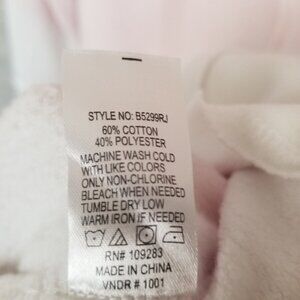 STYLE NO: B5299RJ
60% COTTON
40% POLYESTER
MACHINE WASH COLD
WITH LIKE COLORS
ONLY NON-CHLORINE
BLEACH WHEN NEEDED
TUMBLE DRY LOW
WARM IRON IF NEEDED
RN# 109283
MADE IN CHINA
VNDR # 1001